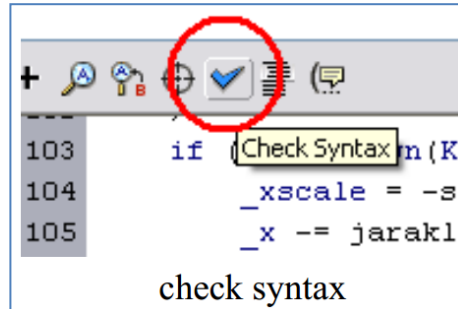 103 if ( Check Syntax n(K
104 _xscale = -s
105 _x -= jarakl
check syntax